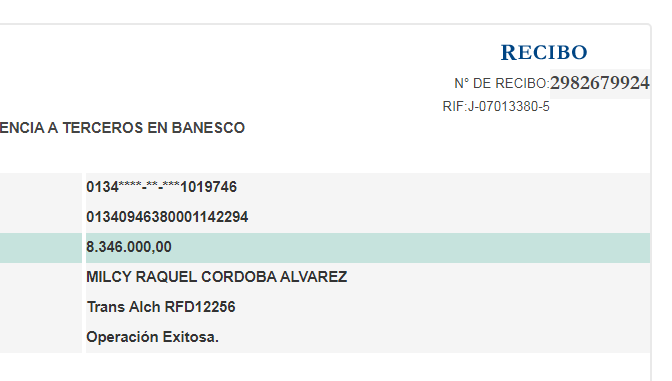 RECIBO
N° DE RECIBO:2982679924
RIF:J-07013380-5
ENCIA A TERCEROS EN BANESCO
0134****-**-***1019746
01340946380001142294
8.346.000,00
MILCY RAQUEL CORDOBA ALVAREZ
Trans Alch RFD12256
Operación Exitosa.